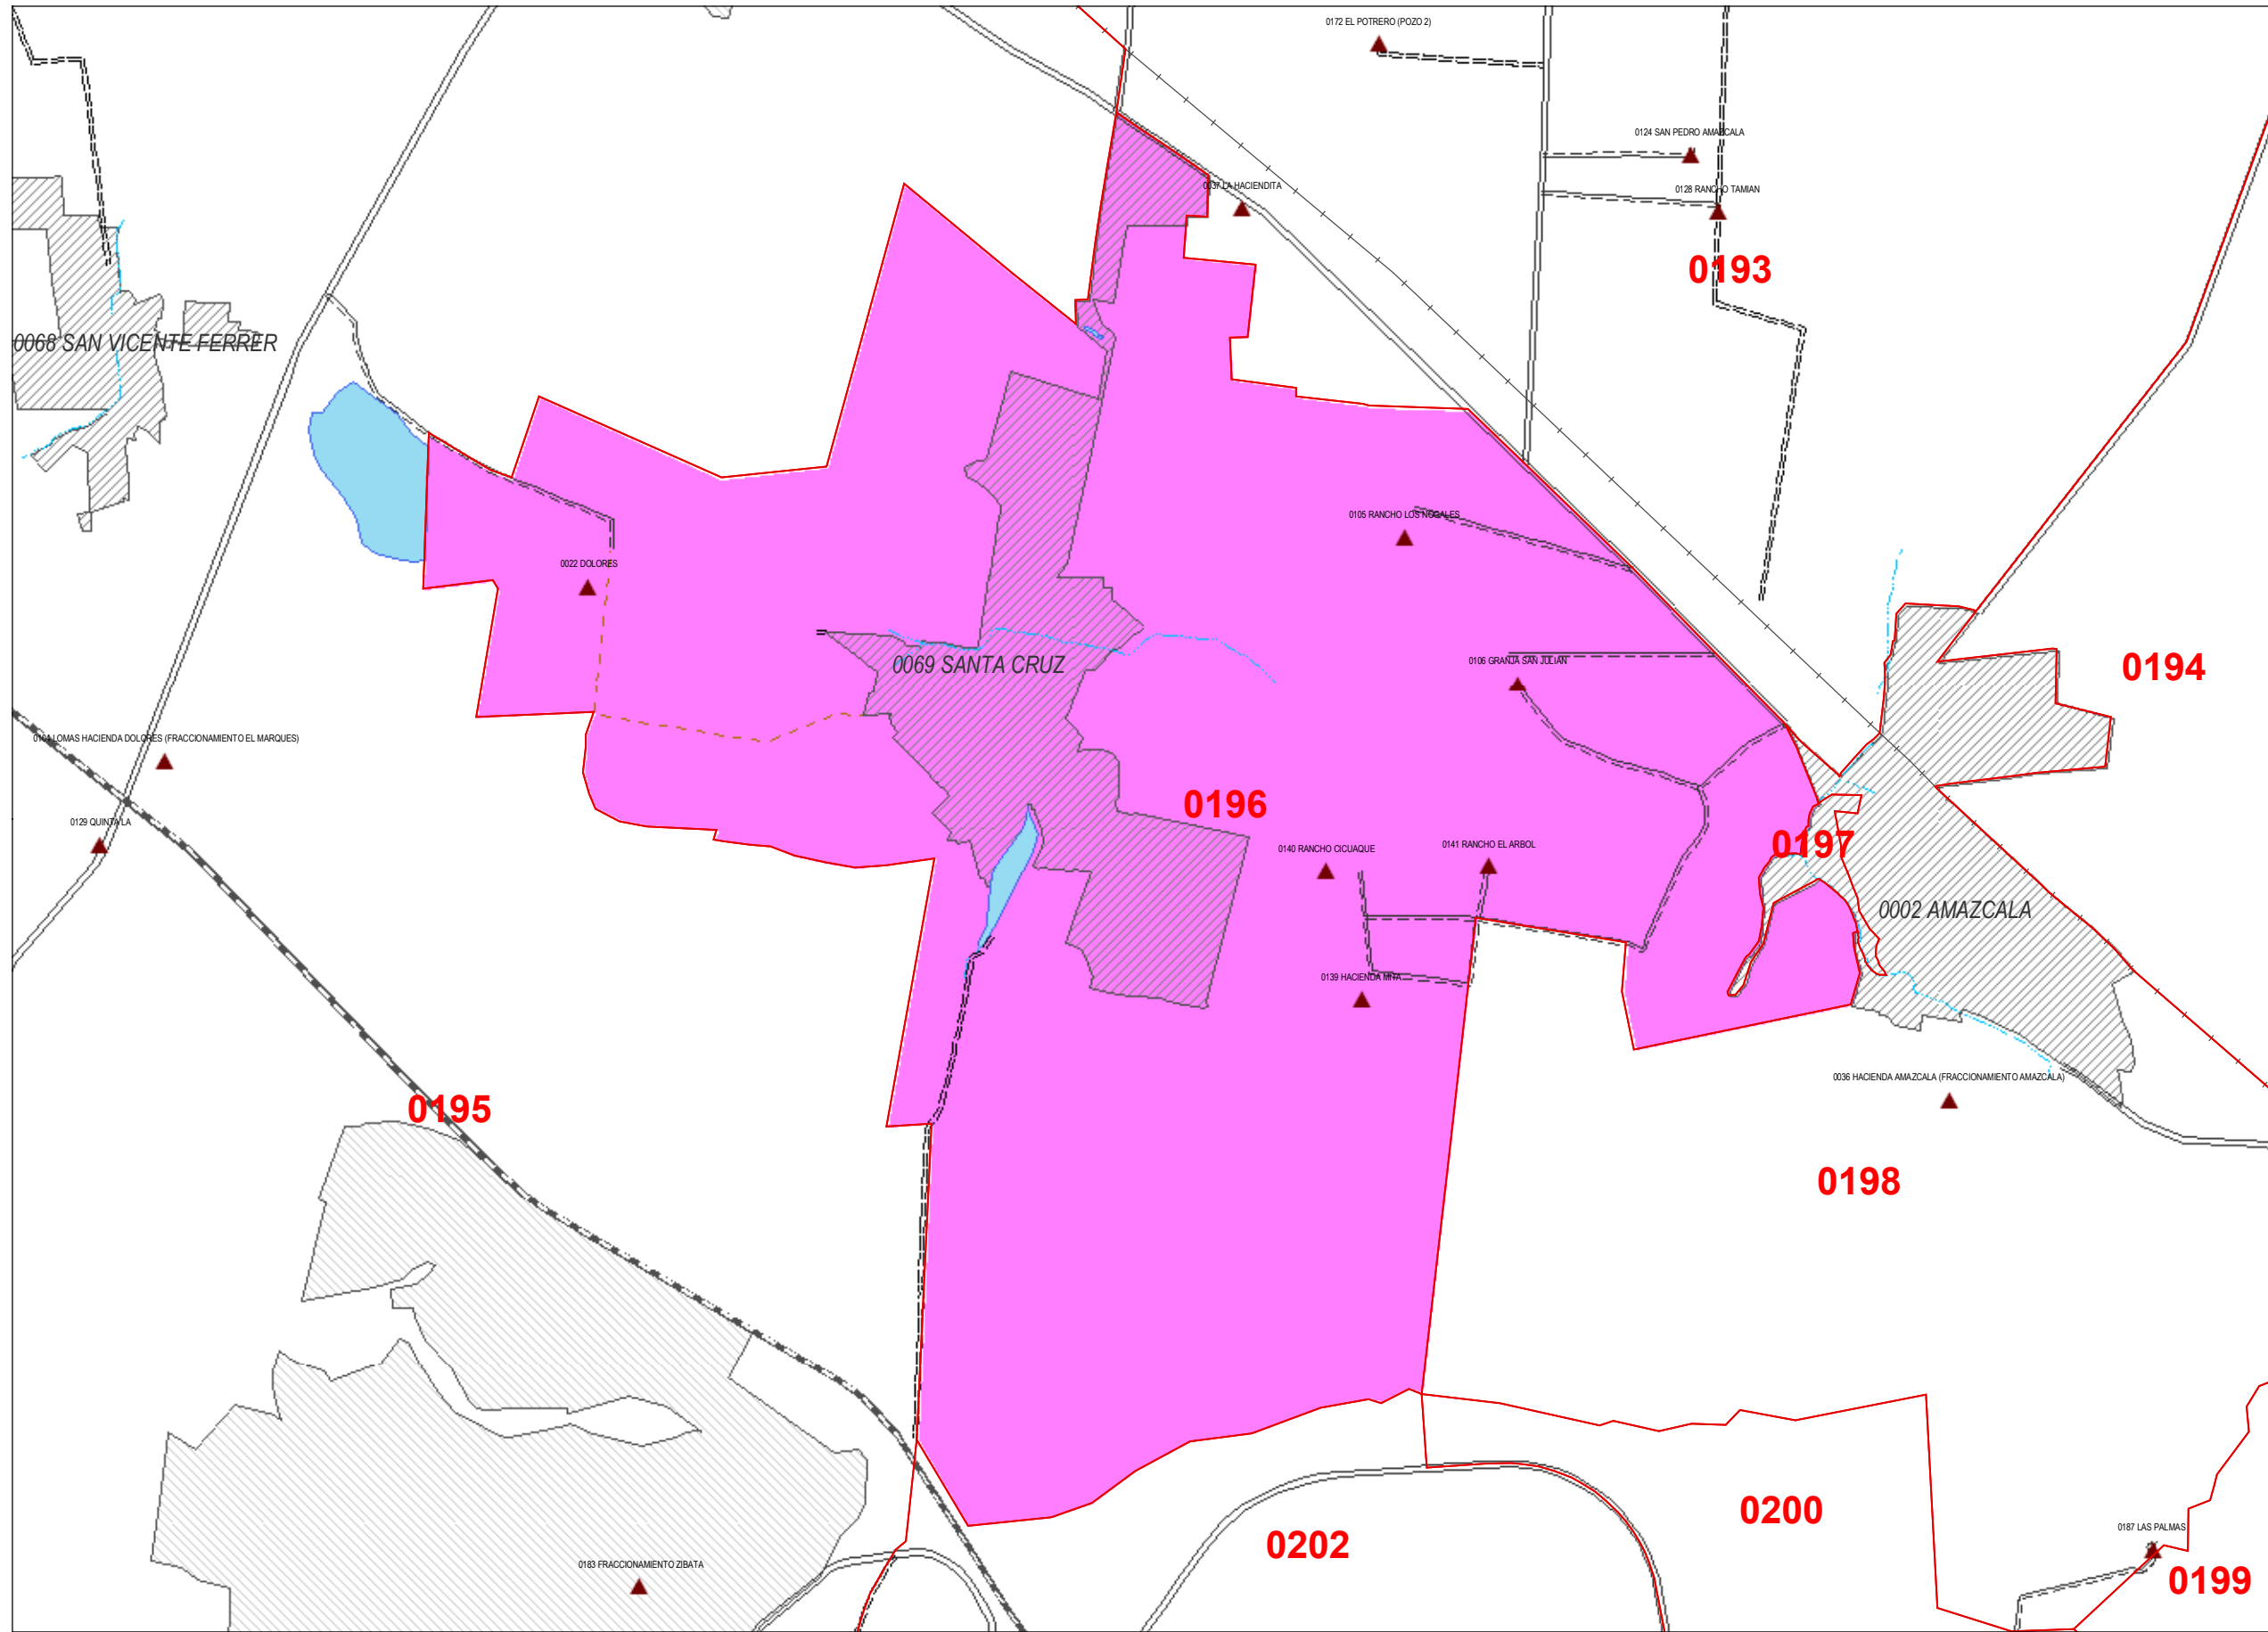 0172 EL POTRERO (POZO 2)
0124 SAN PEDRO AMAZCALA
0037 LA HACIENDITA
0128 RANCHO TAMIAN
0193
0068 SAN VICENTE FERRER
0105 RANCHO LOS NOGALES
0022 DOLORES
0069 SANTA CRUZ
0106 GRANJA SAN JULIAN
0194
0104 LOMAS HACIENDA DOLORES (FRACCIONAMIENTO EL MARQUES)
0196
0129 QUINTA LA
0140 RANCHO CICUAQUE
0141 RANCHO EL ARBOL
0197
0002 AMAZCALA
0139 HACIENDA MITA
0036 HACIENDA AMAZCALA (FRACCIONAMIENTO AMAZCALA)
0195
0198
0200
0187 LAS PALMAS
0202
0183 FRACCIONAMIENTO ZIBATA
0199